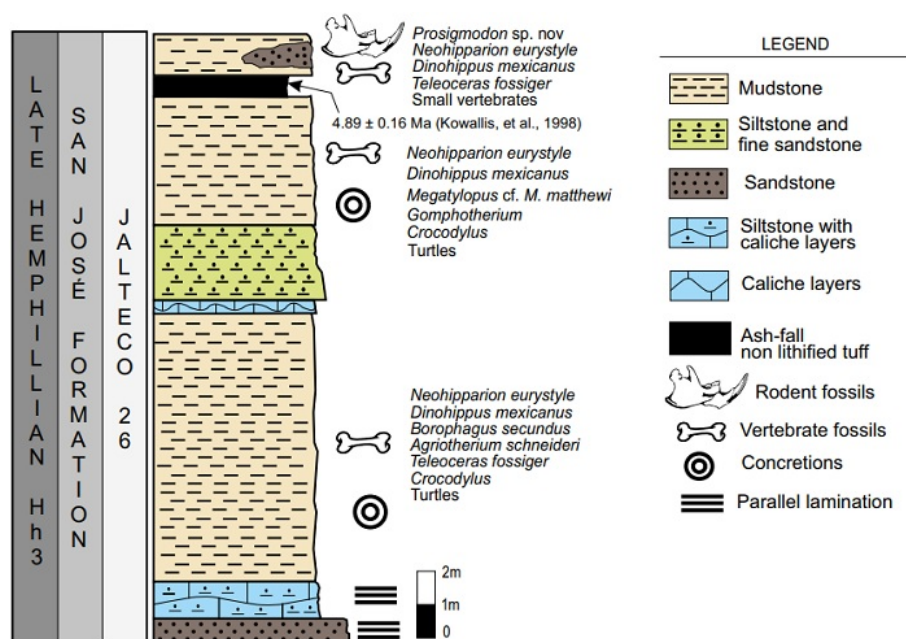 LATE HEMPHILLIAN Hh3
SAN JOSÉ FORMATION
JALTECO 26
Prosigmodon sp. nov
Neohipparion eurystyle
Dinohippus mexicanus
Teleoceras fossiger
Small vertebrates
4.89 ± 0.16 Ma (Kowallis, et al., 1998)
Neohipparion eurystyle
Dinohippus mexicanus
Megatylopus cf. M. matthewi
Gomphotherium
Crocodylus
Turtles
Neohipparion eurystyle
Dinohippus mexicanus
Borophagus secundus
Agriotherium schneideri
Teleoceras fossiger
Crocodylus
Turtles
2m
1m
0
LEGEND
Mudstone
Siltstone and
fine sandstone
Sandstone
Siltstone with
caliche layers
Caliche layers
Ash-fall
non lithified tuff
Rodent fossils
Vertebrate fossils
Concretions
Parallel lamination